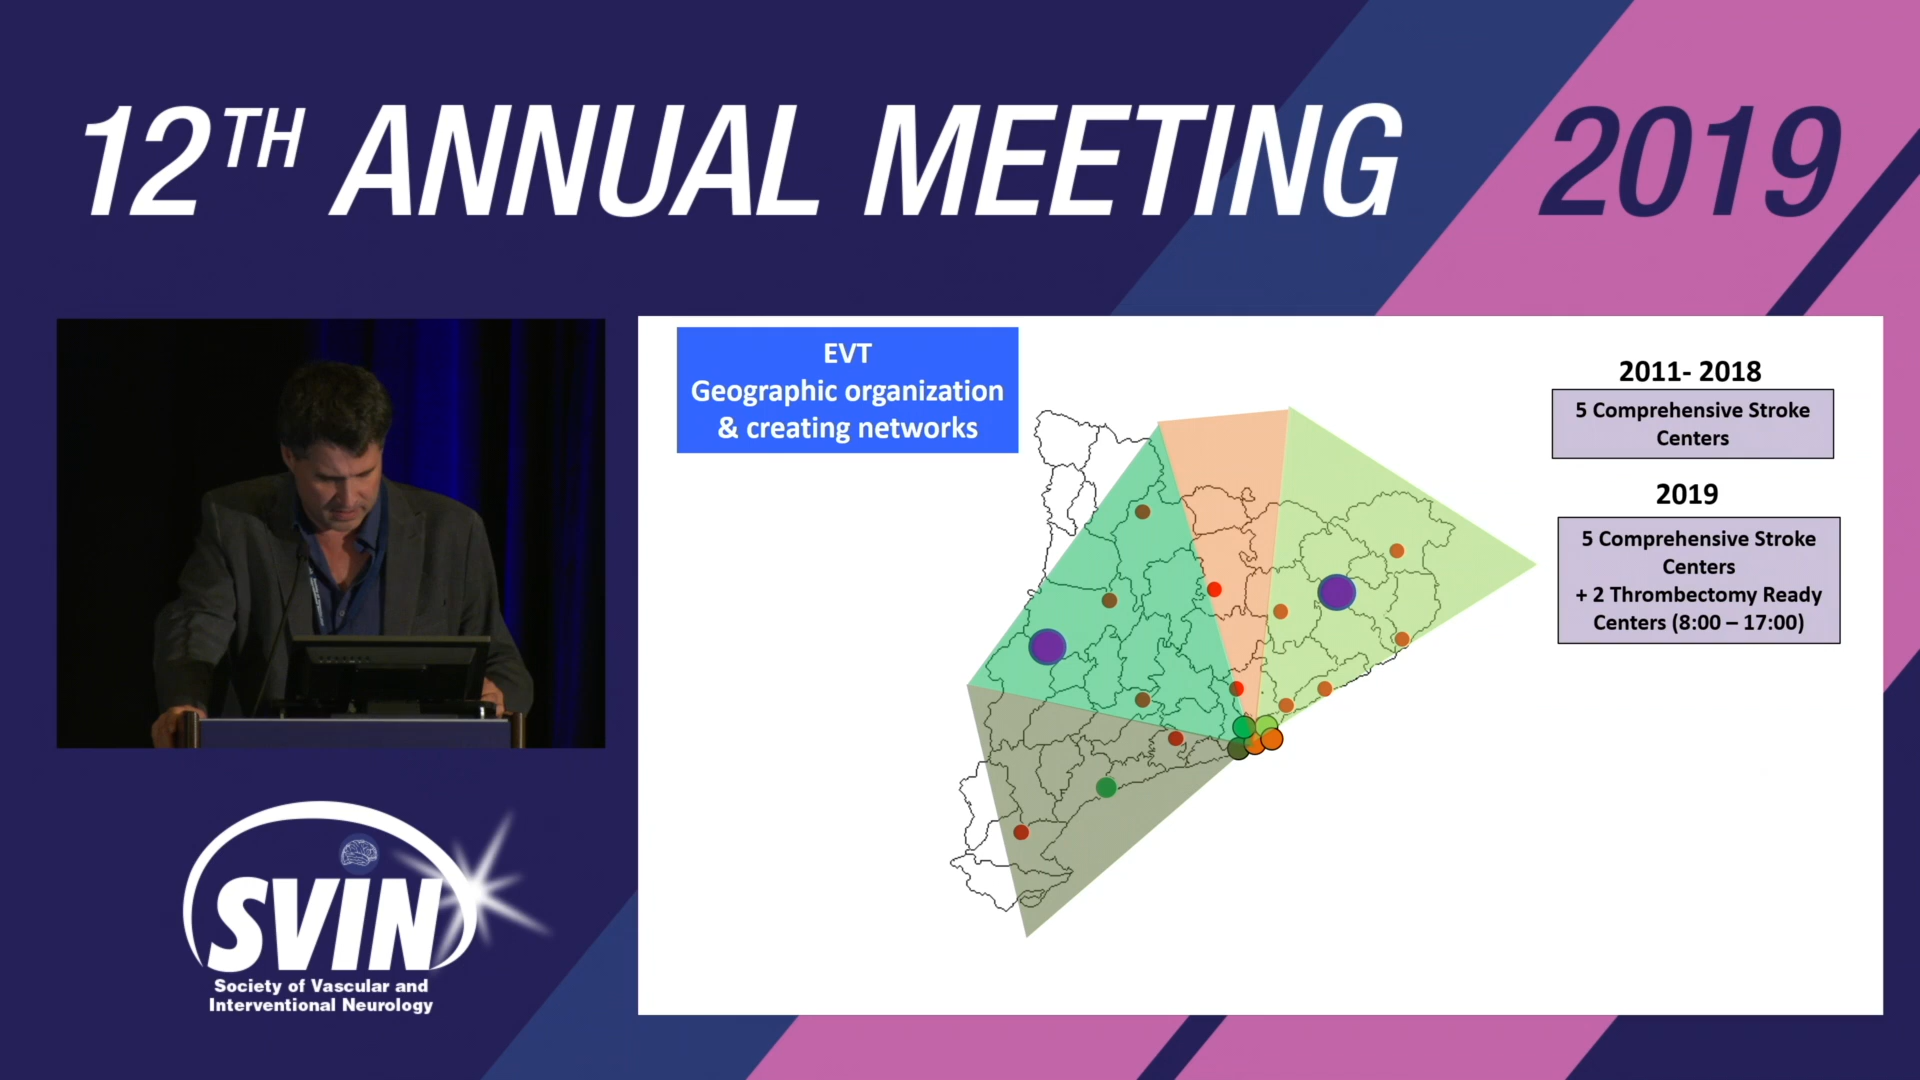 12TH ANNUAL MEETING 2019
EVT
Geographic organization
& creating networks
2011- 2018
5 Comprehensive Stroke
Centers
2019
5 Comprehensive Stroke
Centers
+ 2 Thrombectomy Ready
Centers (8:00 – 17:00)
SVIN
Society of Vascular and
Interventional Neurology